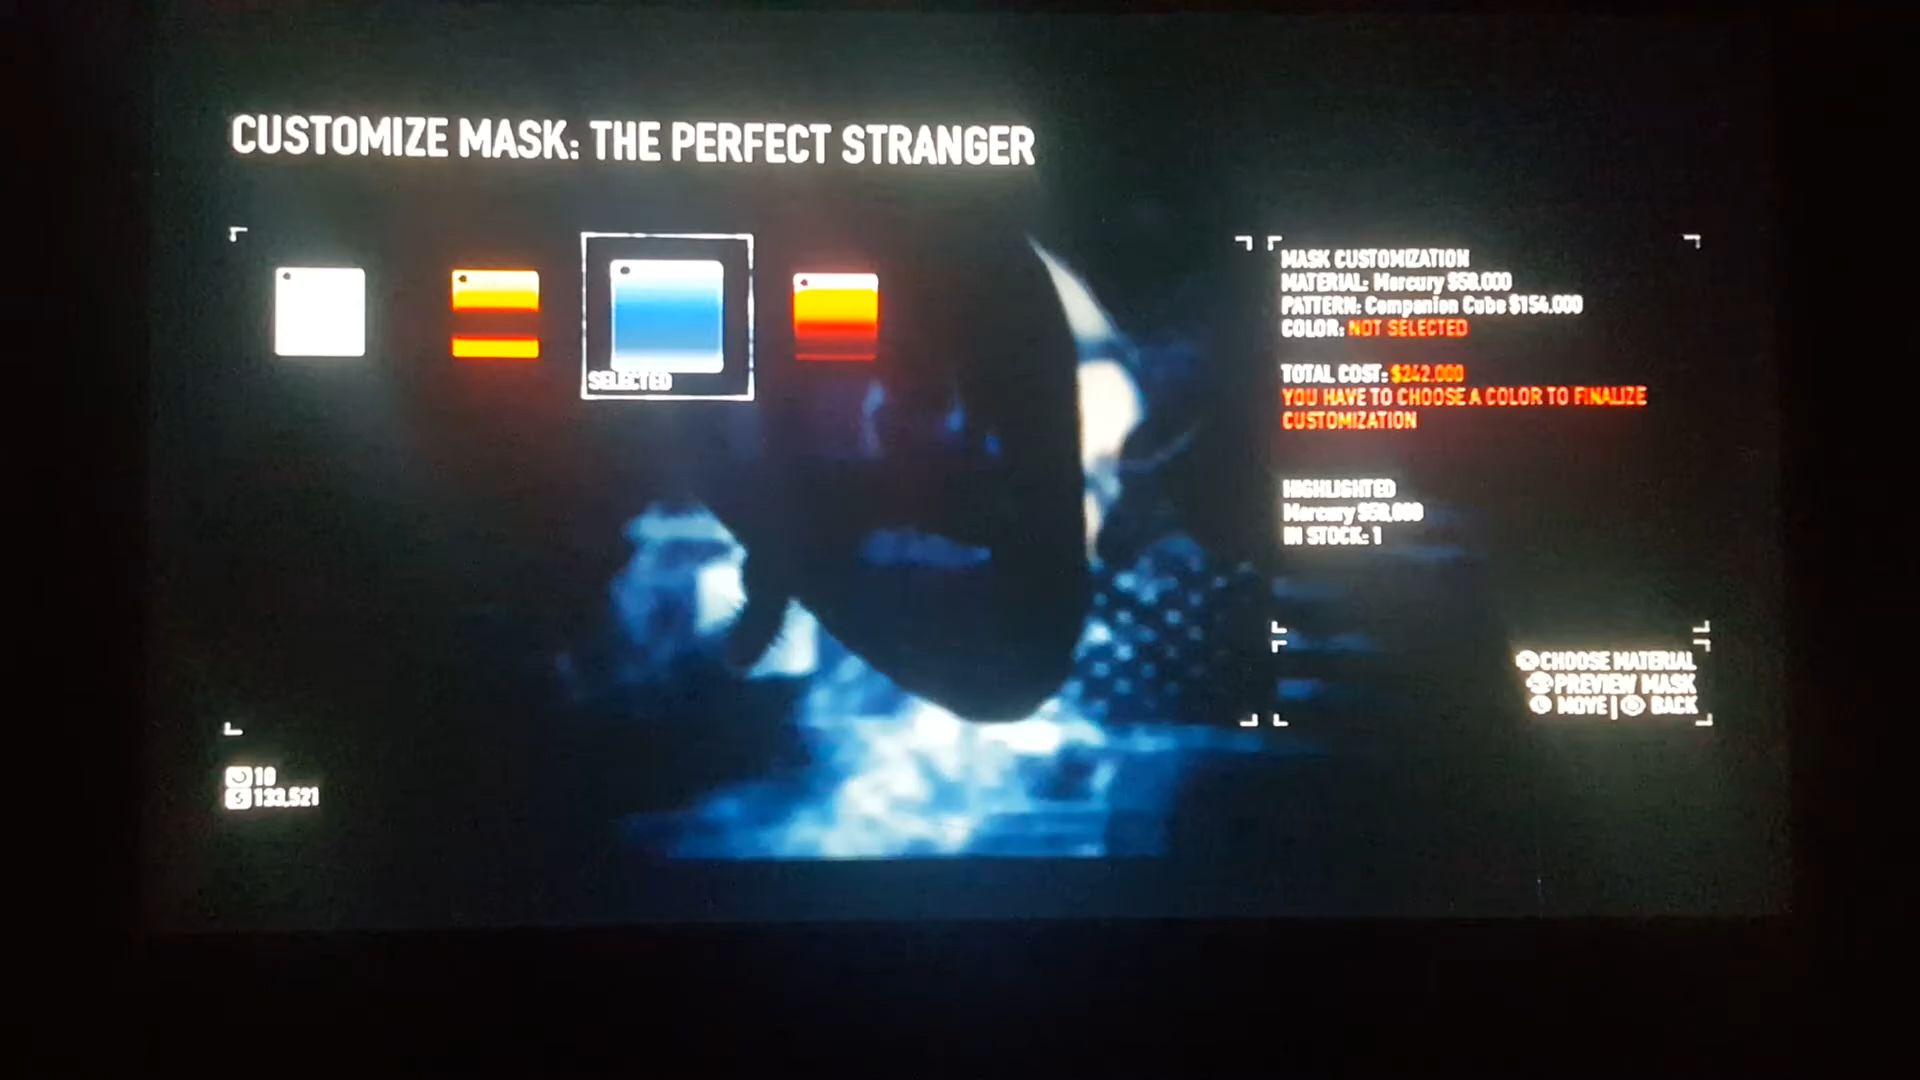 CUSTOMIZE MASK: THE PERFECT STRANGER
SELECTED
MASK CUSTOMIZATION
MATERIAL: Mercury $58.000
PATTERN: Companion Cube $154.000
COLOR: NOT SELECTED
TOTAL COST: $242.000
YOU HAVE TO CHOOSE A COLOR TO FINALIZE
CUSTOMIZATION
HIGHLIGHTED
Mercury $58,000
IN STOCK: 1
CHOOSE MATERIAL
PREVIEW MASK
MOVE | BACK
10
133,521